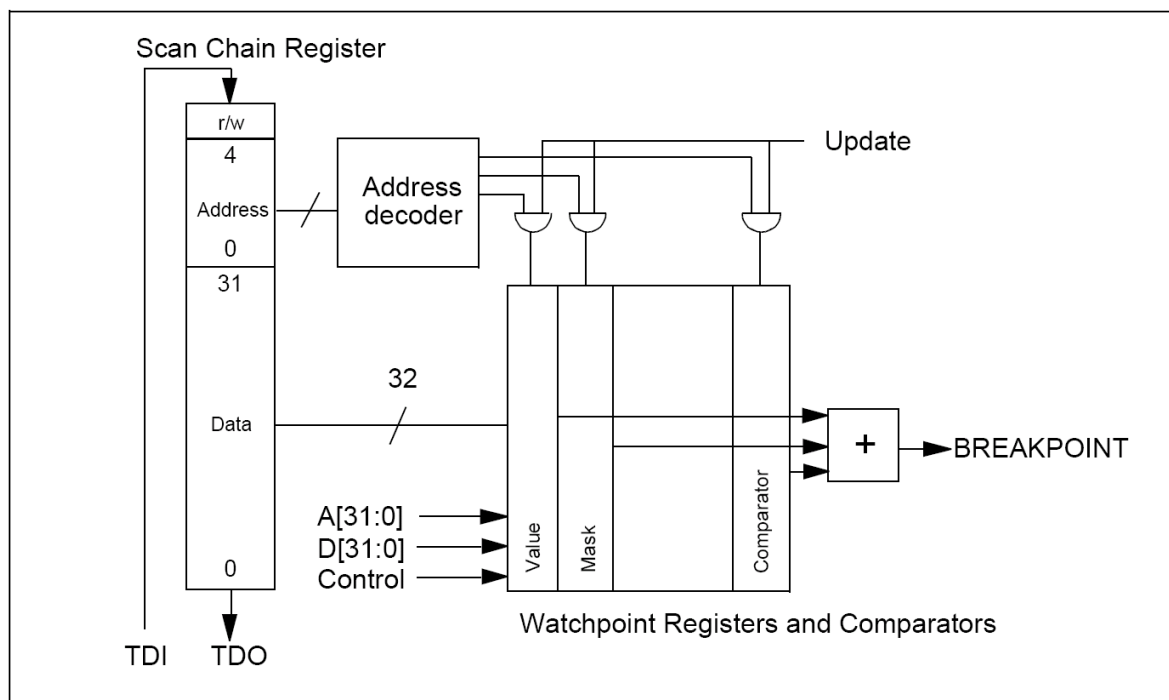 Scan Chain Register
r/w
4
Address
0
31
Data
0
TDI
TDO
Address
decoder
Update
32
A[31:0]
D[31:0]
Control
Value
Mask
Comparator
+
BREAKPOINT
Watchpoint Registers and Comparators